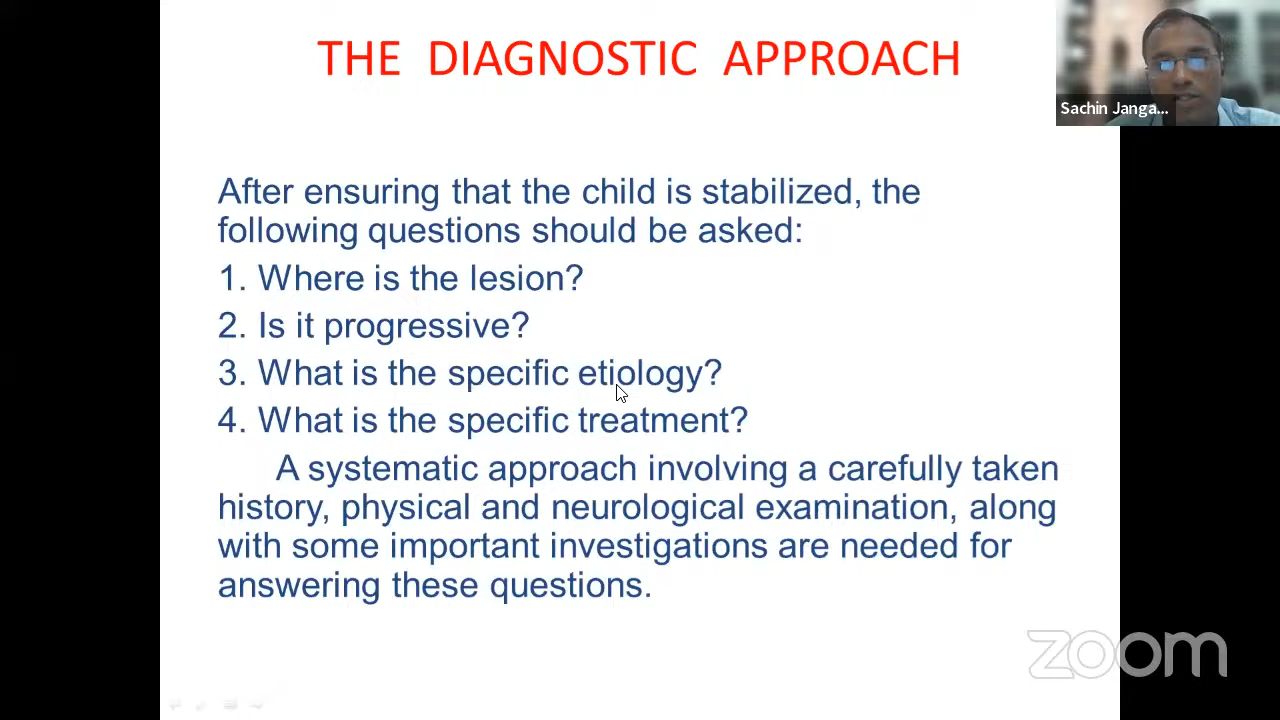 THE DIAGNOSTIC APPROACH
Sachin Janga...
After ensuring that the child is stabilized, the
following questions should be asked:
1. Where is the lesion?
2. Is it progressive?
3. What is the specific etiology?
4. What is the specific treatment?
A systematic approach involving a carefully taken
history, physical and neurological examination, along
with some important investigations are needed for
answering these questions.
zoom